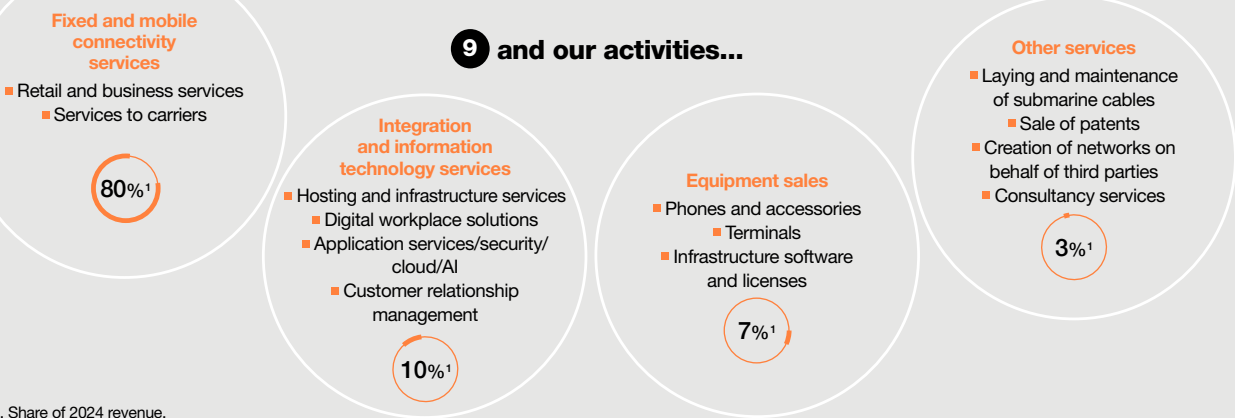 Fixed and mobile
connectivity
services
■ Retail and business services
■ Services to carriers
80%¹
9 and our activities...
Integration
and information
technology services
■ Hosting and infrastructure services
■ Digital workplace solutions
■ Application services/security/
cloud/AI
■ Customer relationship
management
10%¹
Equipment sales
■ Phones and accessories
■ Terminals
■ Infrastructure software
and licenses
7%¹
Other services
■ Laying and maintenance
of submarine cables
■ Sale of patents
■ Creation of networks on
behalf of third parties
■ Consultancy services
3%¹
. Share of 2024 revenue.